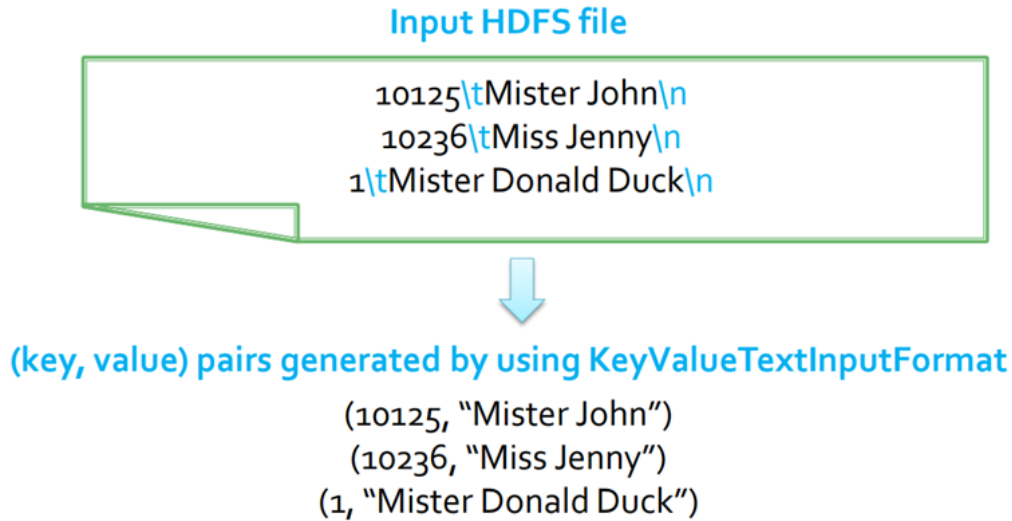 Input HDFS file
10125\tMister John\n
10236\tMiss Jenny\n
1\tMister Donald Duck\n
(key, value) pairs generated by using KeyValueTextInputFormat
(10125, “Mister John”)
(10236, “Miss Jenny”)
(1, “Mister Donald Duck”)